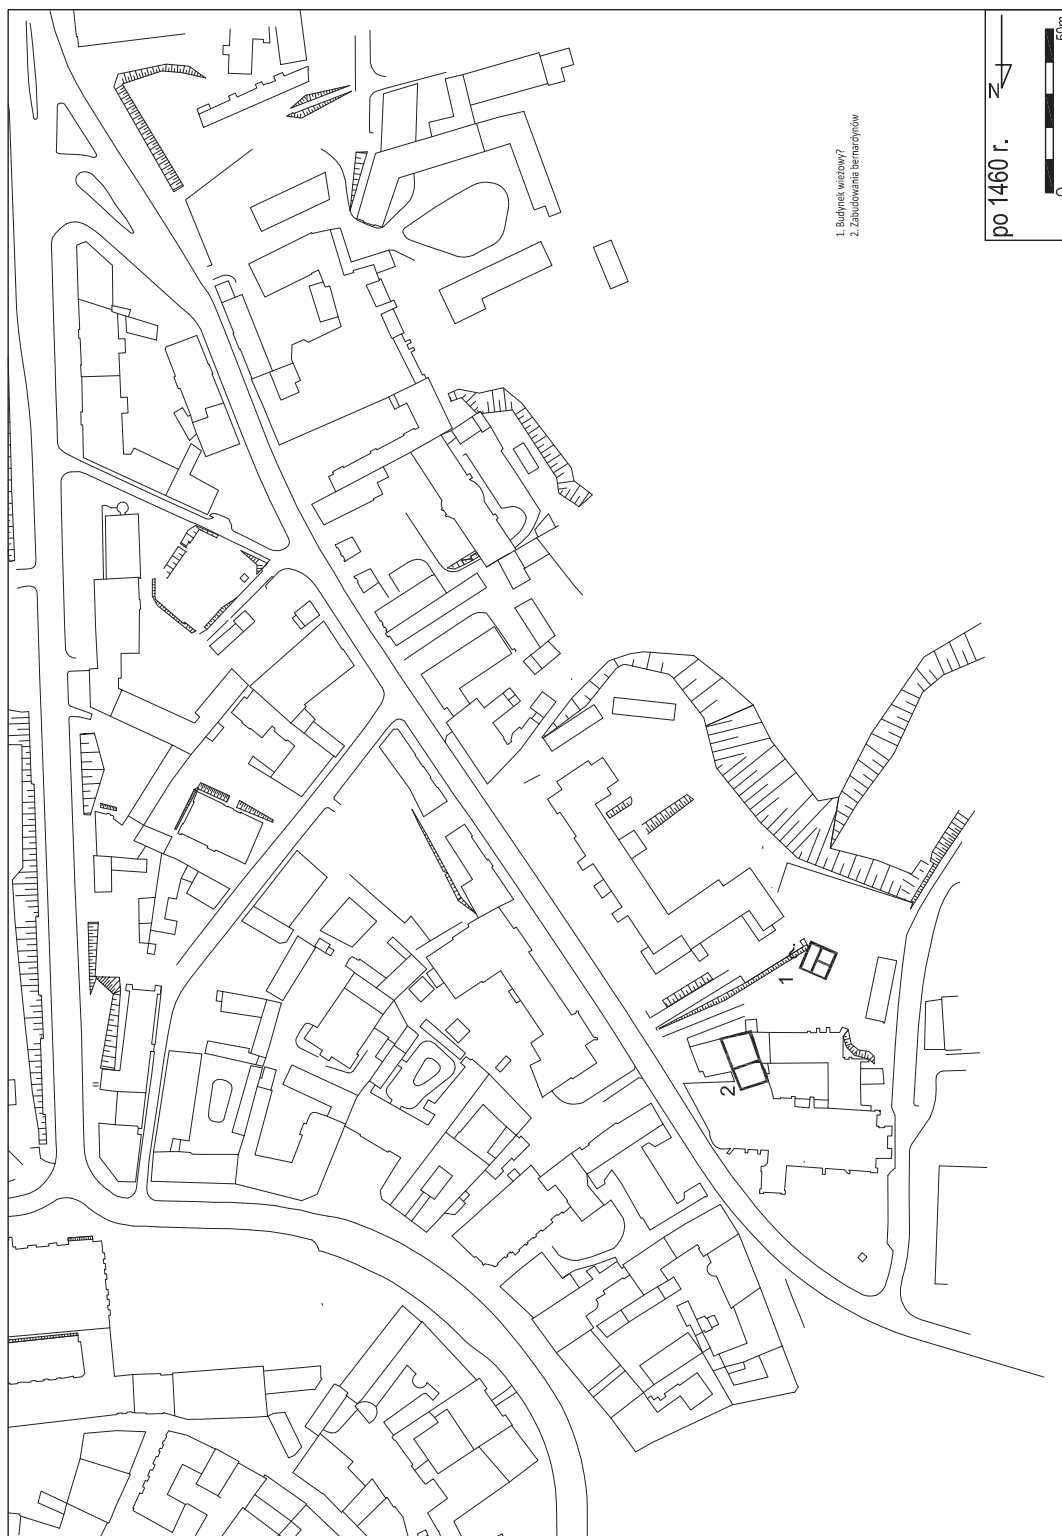 po 1460 r.
N
0
50m
1. Budynek wieżowy?
2. Zabudowania bernardynów
1
2